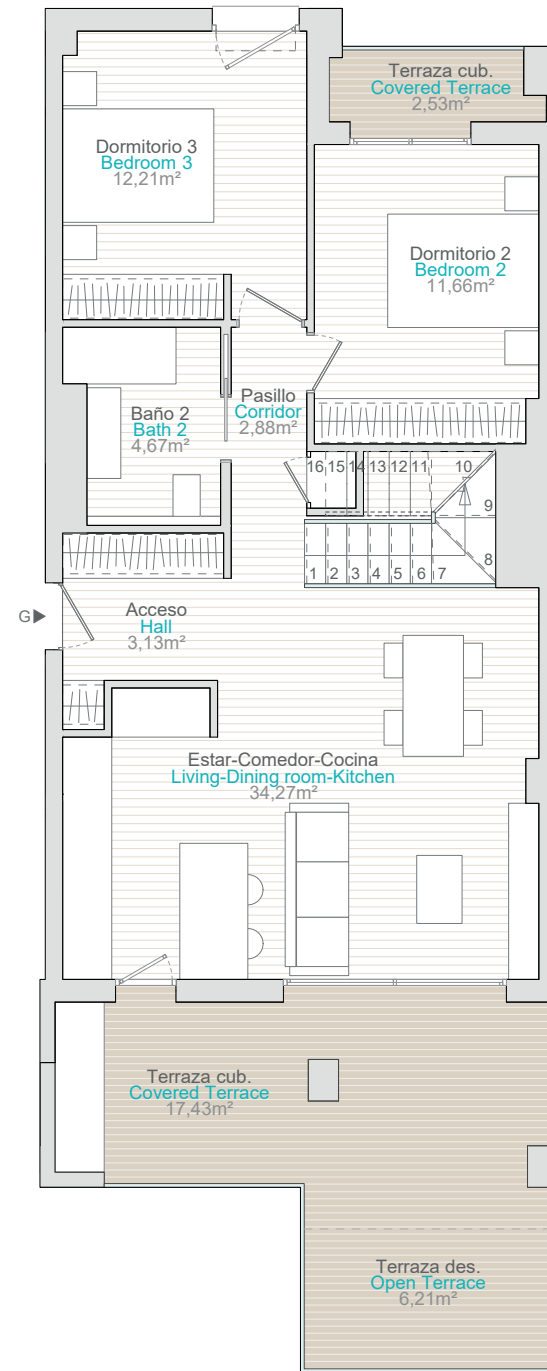 Terraza cub.
Covered Terrace
2,53m²
Dormitorio 3
Bedroom 3
12,21m²
Dormitorio 2
Bedroom 2
11,66m²
Pasillo
Corridor
2,88m²
Baño 2
Bath 2
4,67m²
16 15 14 13 12 11 10
9
8
1 2 3 4 5 6 7
G
Acceso
Hall
3,13m²
Estar-Comedor-Cocina
Living-Dining room-Kitchen
34,27m²
Terraza cub.
Covered Terrace
17,43m²
Terraza des.
Open Terrace
6,21m²